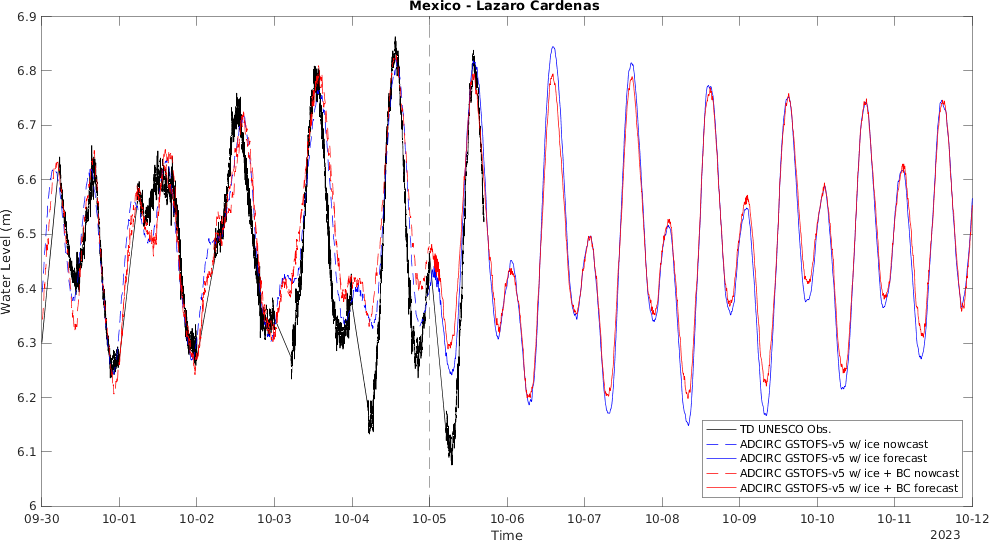 Mexico - Lazaro Cardenas
6.9
6.8
6.7
6.6
6.5
6.4
6.3
6.2
6.1
6
Water Level (m)
TD UNESCO Obs.
ADCIRC GSTOFS-v5 w/ ice nowcast
ADCIRC GSTOFS-v5 w/ ice forecast
ADCIRC GSTOFS-v5 w/ ice + BC nowcast
ADCIRC GSTOFS-v5 w/ ice + BC forecast
09-30 10-01 10-02 10-03 10-04 10-05 10-06 10-07 10-08 10-09 10-10 10-11 10-12
Time
2023